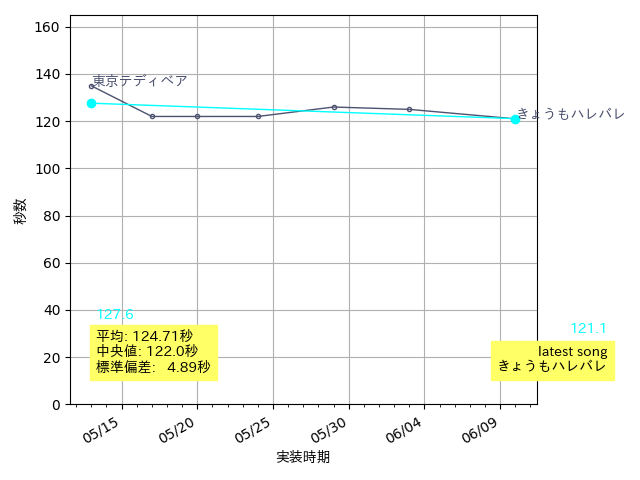 160
140
120
100
80
60
40
20
0
秒数
東京テディベア
きょうもハレバレ
127.6
平均: 124.71秒
中央値: 122.0秒
標準偏差: 4.89秒
121.1
latest song
きょうもハレバレ
05/15
05/20
05/25
05/30
06/04
06/09
実装時期